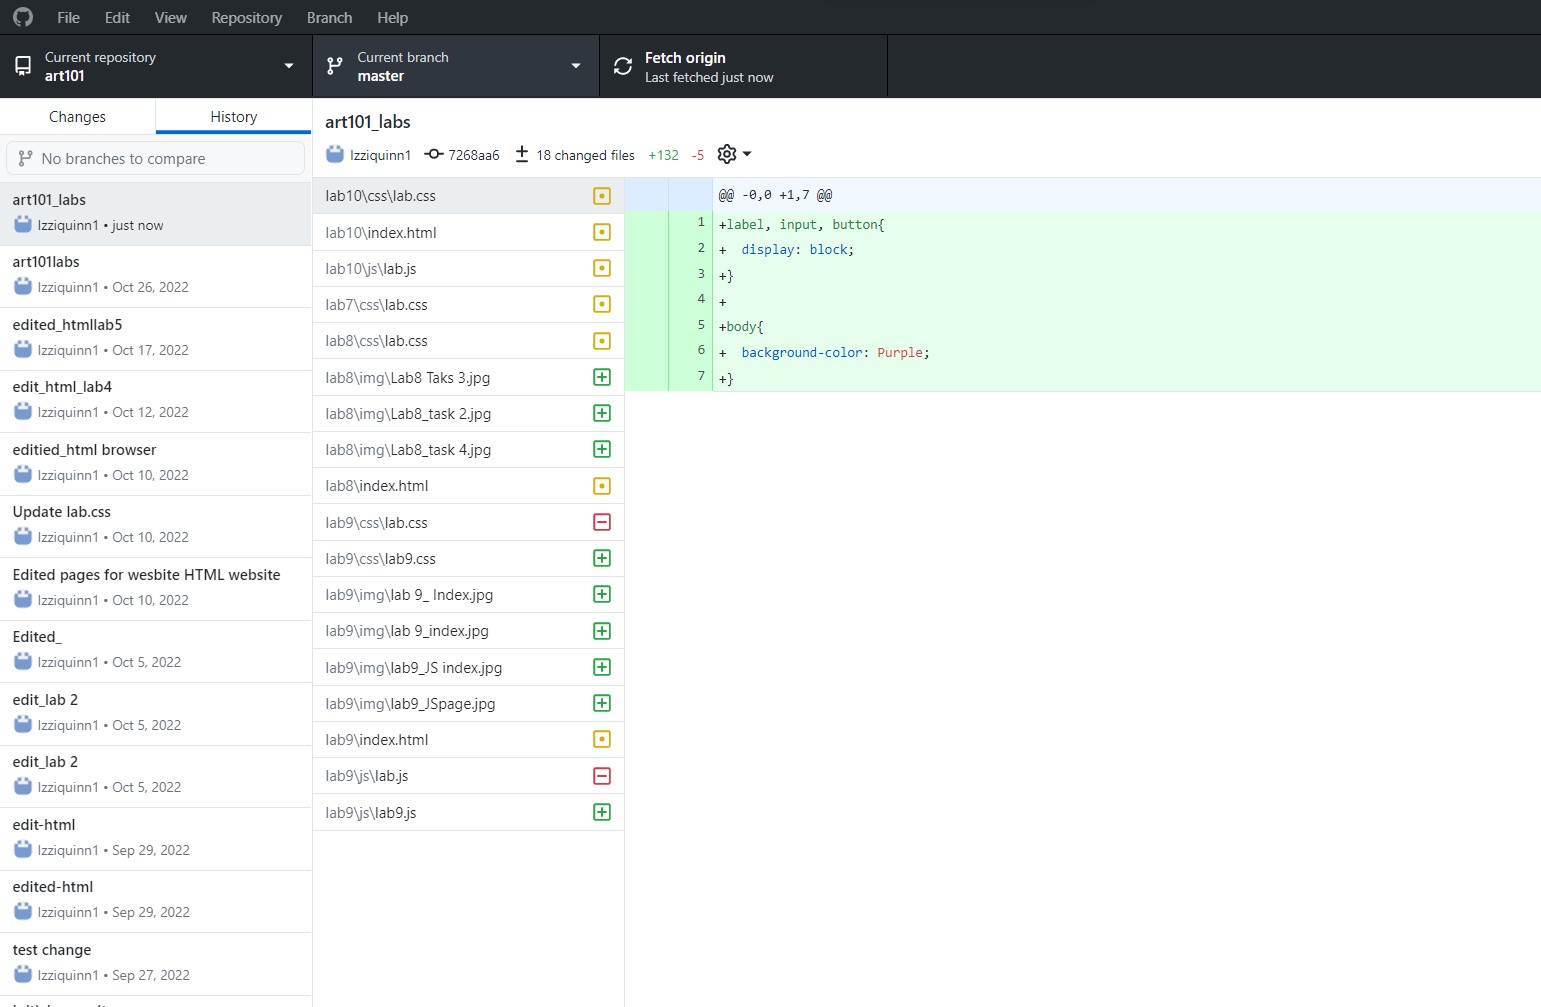 File Edit View Repository Branch Help
Current repository
art101
Current branch
master
Fetch origin
Last fetched just now
Changes
History
No branches to compare
art101_labs
Izziquinn1 • just now
art101labs
Izziquinn1 • Oct 26, 2022
edited_htmllab5
Izziquinn1 • Oct 17, 2022
edit_html_lab4
Izziquinn1 • Oct 12, 2022
editied_html browser
Izziquinn1 • Oct 10, 2022
Update lab.css
Izziquinn1 • Oct 10, 2022
Edited pages for wesbite HTML website
Izziquinn1 • Oct 10, 2022
Edited_
Izziquinn1 • Oct 5, 2022
edit_lab 2
Izziquinn1 • Oct 5, 2022
edit_lab 2
Izziquinn1 • Oct 5, 2022
edit-html
Izziquinn1 • Sep 29, 2022
edited-html
Izziquinn1 • Sep 29, 2022
test change
Izziquinn1 • Sep 27, 2022
art101_labs
Izziquinn1 7268aa6 18 changed files +132 -5
lab10\css\lab.css
lab10\index.html
lab10\js\lab.js
lab7\css\lab.css
lab8\css\lab.css
lab8\img\Lab8 Taks 3.jpg
lab8\img\Lab8_task 2.jpg
lab8\img\Lab8_task 4.jpg
lab8\index.html
lab9\css\lab.css
lab9\css\lab9.css
lab9\img\lab 9_ Index.jpg
lab9\img\lab 9_index.jpg
lab9\img\lab9_JS index.jpg
lab9\img\lab9_JSpage.jpg
lab9\index.html
lab9\js\lab.js
lab9\js\lab9.js
@@ -0,0 +1,7 @@
1 +label, input, button{
2 +  display: block;
3 +}
4 +
5 +body{
6 +  background-color: Purple;
7 +}